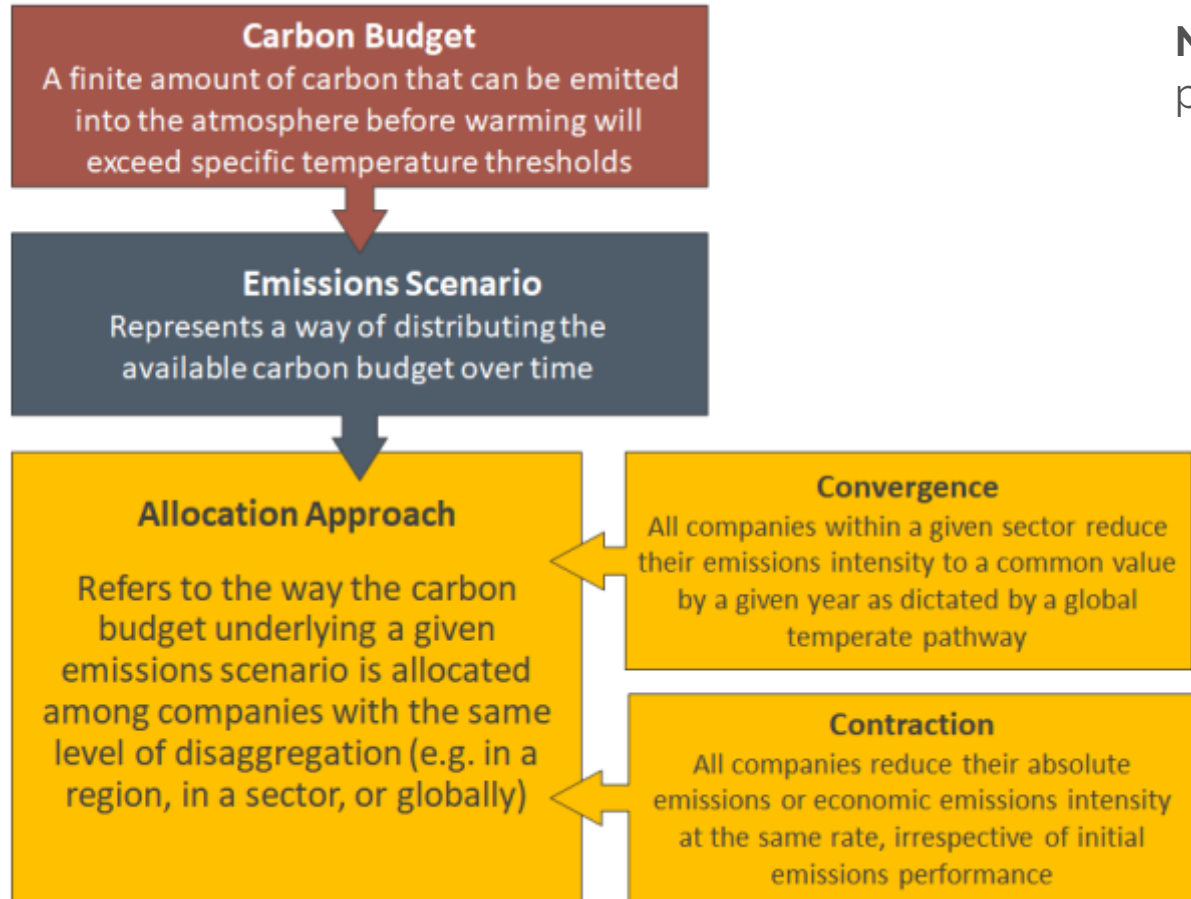 Carbon Budget
A finite amount of carbon that can be emitted
into the atmosphere before warming will
exceed specific temperature thresholds
Emissions Scenario
Represents a way of distributing the
available carbon budget over time
Allocation Approach
Refers to the way the carbon
budget underlying a given
emissions scenario is allocated
among companies with the same
level of disaggregation (e.g. in a
region, in a sector, or globally)
Convergence
All companies within a given sector reduce
their emissions intensity to a common value
by a given year as dictated by a global
temperate pathway
Contraction
All companies reduce their absolute
emissions or economic emissions intensity
at the same rate, irrespective of initial
emissions performance